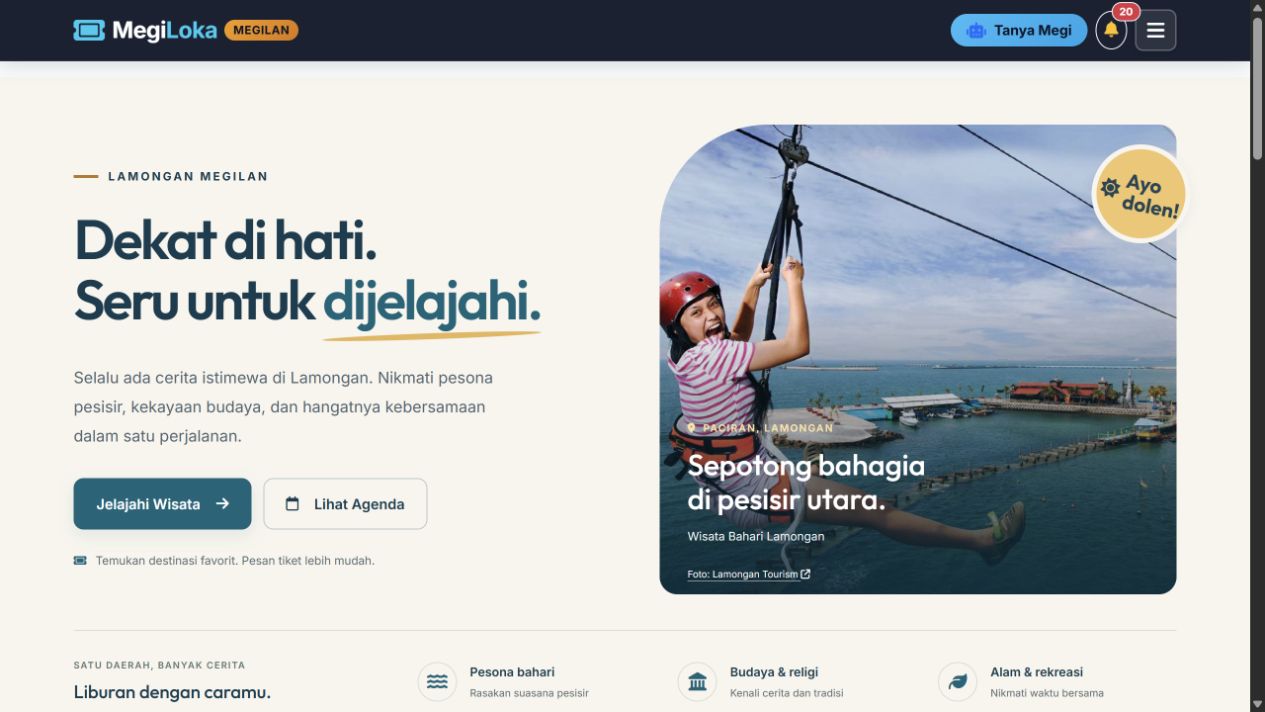 MegiLoka MEGILAN
Tanya Megi
20
LAMONGAN MEGILAN
Dekat di hati.
Seru untuk dijelajahi.
Selalu ada cerita istimewa di Lamongan. Nikmati pesona
pesisir, kekayaan budaya, dan hangatnya kebersamaan
dalam satu perjalanan.
Jelajahi Wisata
Lihat Agenda
Temukan destinasi favorit. Pesan tiket lebih mudah.
Ayo
dolen!
PACIRAN, LAMONGAN
Sepotong bahagia
di pesisir utara.
Wisata Bahari Lamongan
Foto: Lamongan Tourism
SATU DAERAH, BANYAK CERITA
Liburan dengan caramu.
Pesona bahari
Rasakan suasana pesisir
Budaya & religi
Kenali cerita dan tradisi
Alam & rekreasi
Nikmati waktu bersama